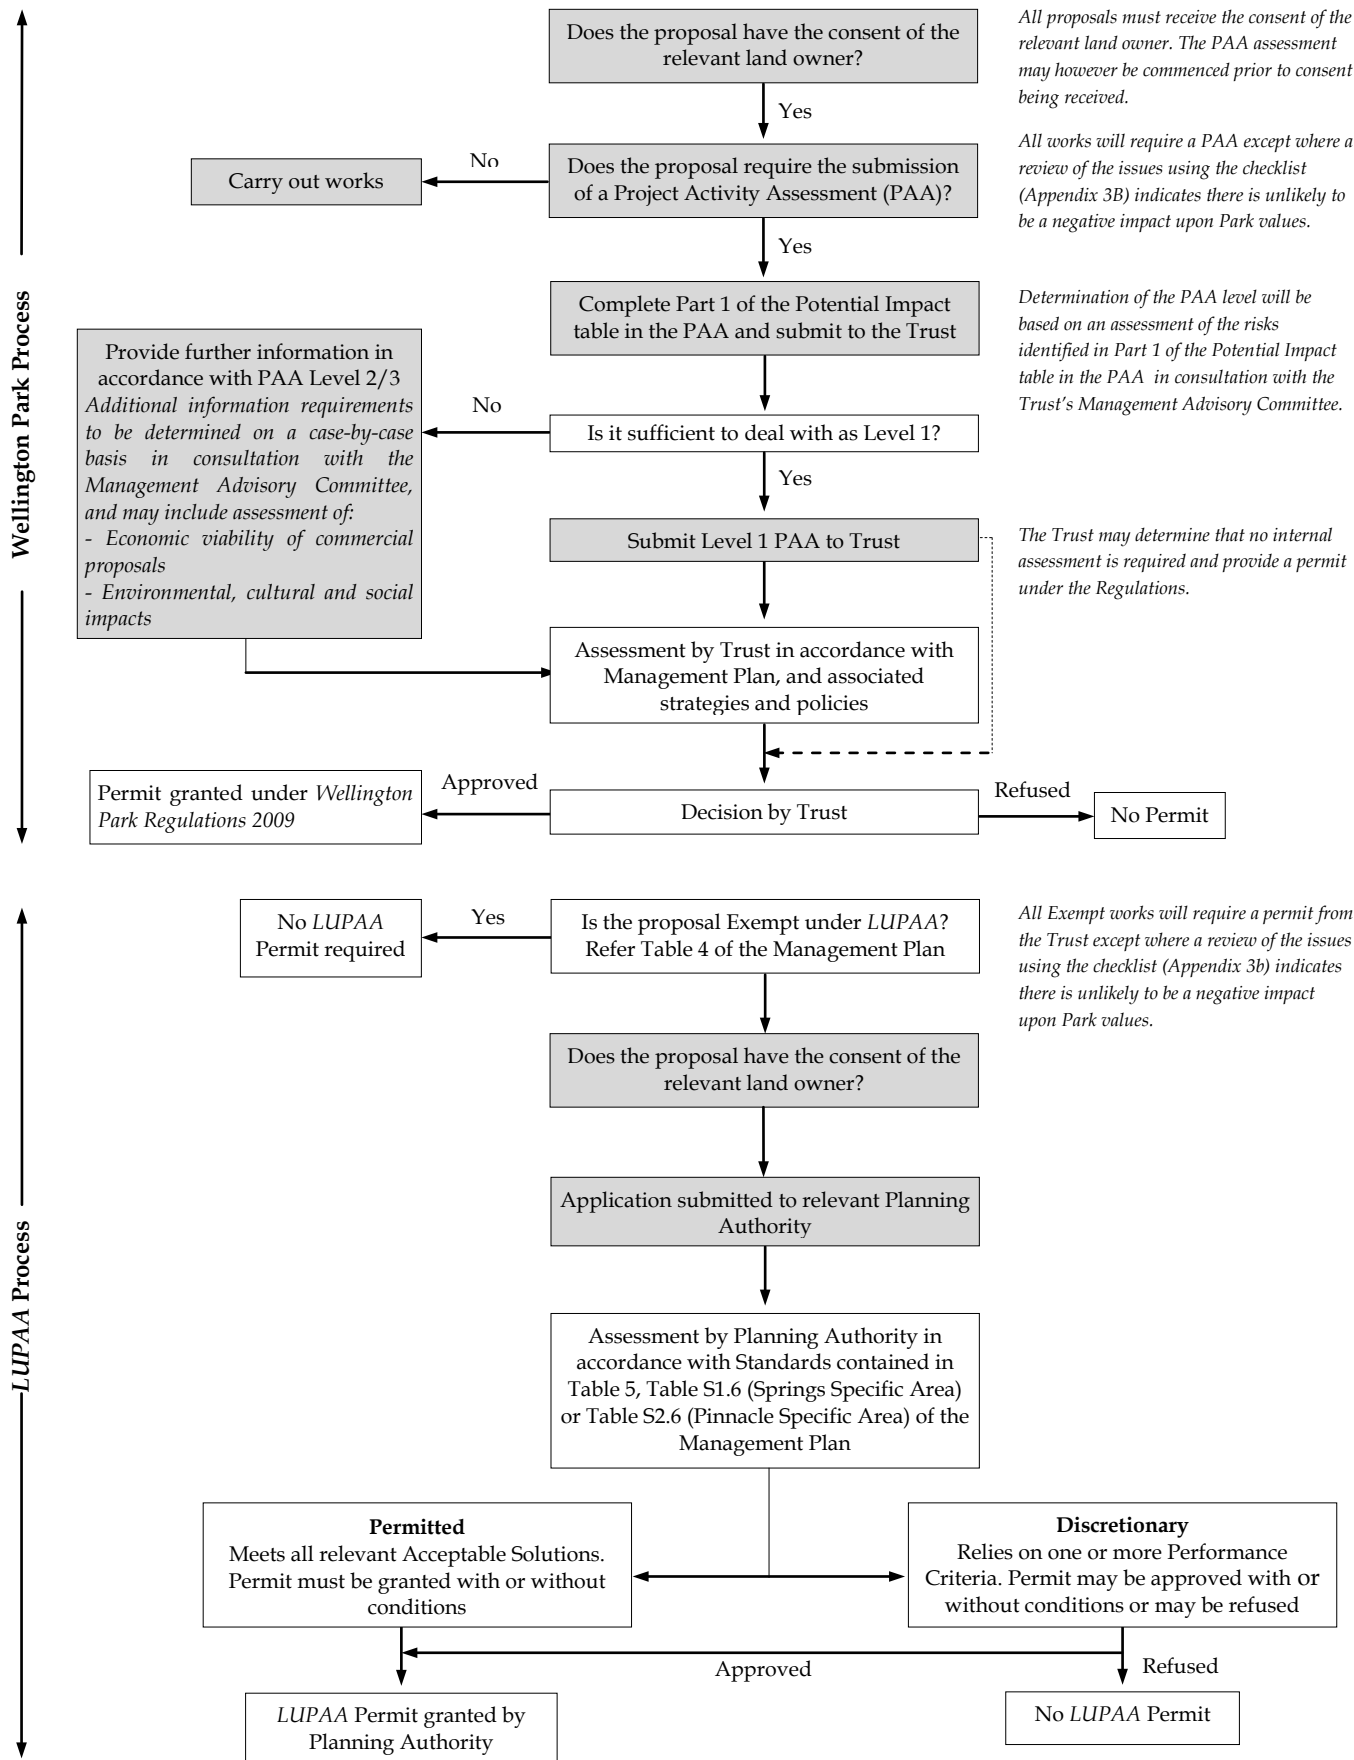 Does the proposal have the consent of the
relevant land owner?
All proposals must receive the consent of the
relevant land owner. The PAA assessment
may however be commenced prior to consent
being received.
Yes
Does the proposal require the submission
of a Project Activity Assessment (PAA)?
No
Carry out works
All works will require a PAA except where a
review of the issues using the checklist
(Appendix 3B) indicates there is unlikely to
be a negative impact upon Park values.
Yes
Complete Part 1 of the Potential Impact
table in the PAA and submit to the Trust
Determination of the PAA level will be
based on an assessment of the risks
identified in Part 1 of the Potential Impact
table in the PAA in consultation with the
Trust's Management Advisory Committee.
Wellington Park Process
Provide further information in
accordance with PAA Level 2/3
Additional information requirements
to be determined on a case-by-case
basis in consultation with the
Management Advisory Committee,
and may include assessment of:
- Economic viability of commercial
proposals
- Environmental, cultural and social
impacts
No
Is it sufficient to deal with as Level 1?
Yes
Submit Level 1 PAA to Trust
The Trust may determine that no internal
assessment is required and provide a permit
under the Regulations.
Assessment by Trust in accordance with
Management Plan, and associated
strategies and policies
Permit granted under Wellington
Park Regulations 2009
Approved
Decision by Trust
Refused
No Permit
No LUPAA
Permit required
Yes
Is the proposal Exempt under LUPAA?
Refer Table 4 of the Management Plan
All Exempt works will require a permit from
the Trust except where a review of the issues
using the checklist (Appendix 3b) indicates
there is unlikely to be a negative impact
upon Park values.
Does the proposal have the consent of the
relevant land owner?
Application submitted to relevant Planning
Authority
LUPAA Process
Assessment by Planning Authority in
accordance with Standards contained in
Table 5, Table S1.6 (Springs Specific Area)
or Table S2.6 (Pinnacle Specific Area) of the
Management Plan
Permitted
Meets all relevant Acceptable Solutions.
Permit must be granted with or without
conditions
Discretionary
Relies on one or more Performance
Criteria. Permit may be approved with or
without conditions or may be refused
Approved
Refused
LUPAA Permit granted by
Planning Authority
No LUPAA Permit